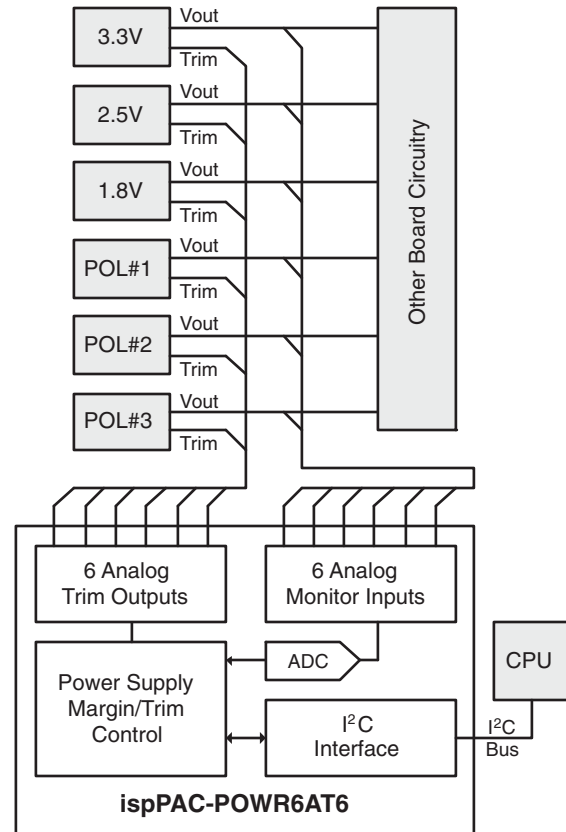 3.3V
Vout
Trim
2.5V
Vout
Trim
1.8V
Vout
Trim
POL#1
Vout
Trim
POL#2
Vout
Trim
POL#3
Vout
Trim
Other Board Circuitry
6 Analog
Trim Outputs
6 Analog
Monitor Inputs
ADC
Power Supply
Margin/Trim
Control
I²C
Interface
CPU
I²C
Bus
ispPAC-POWR6AT6